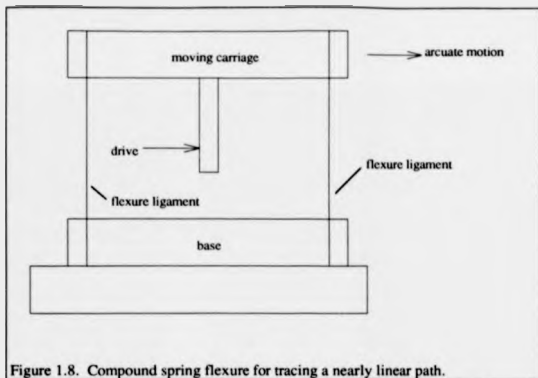 moving carriage
arcuate motion
drive
flexure ligament
flexure ligament
base
Figure 1.8. Compound spring flexure for tracing a nearly linear path.